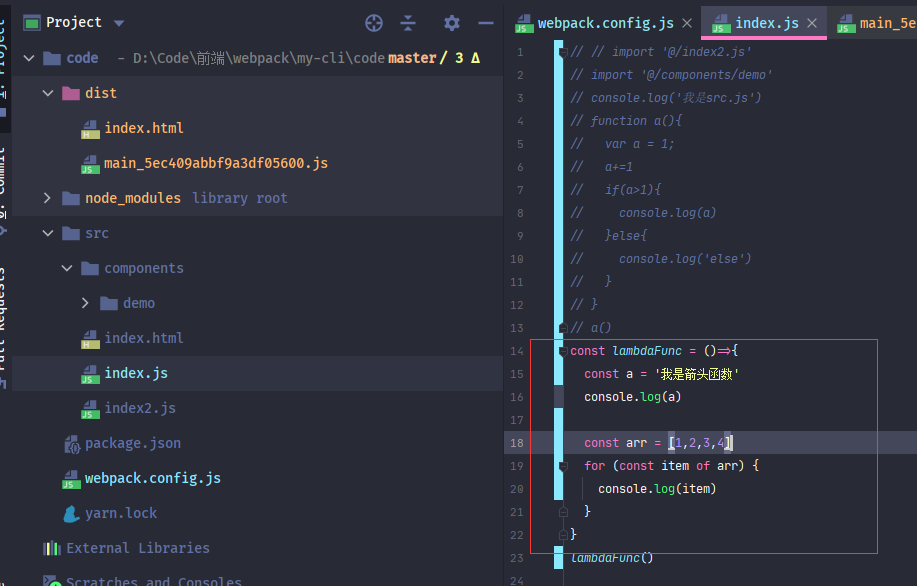 Project
code – D:\Code\前端\webpack\my-cli\code master / 3 Δ
dist
index.html
main_5ec409abbf9a3df05600.js
node_modules library root
src
components
demo
index.html
index.js
index2.js
package.json
webpack.config.js
yarn.lock
External Libraries
Scratches and Consoles
webpack.config.js
index.js
main_5e
1 // // import '@/index2.js'
2 // import '@/components/demo'
3 // console.log('我是src.js')
4 // function a(){
5 //   var a = 1;
6 //   a+=1
7 //   if(a>1){
8 //     console.log(a)
9 //   }else{
10 //     console.log('else')
11 //   }
12 // }
13 // a()
14 const lambdaFunc = ()=>{
15   const a = '我是箭头函数'
16   console.log(a)
17
18   const arr = [1,2,3,4]
19   for (const item of arr) {
20     console.log(item)
21   }
22 }
23 lambdaFunc()
24